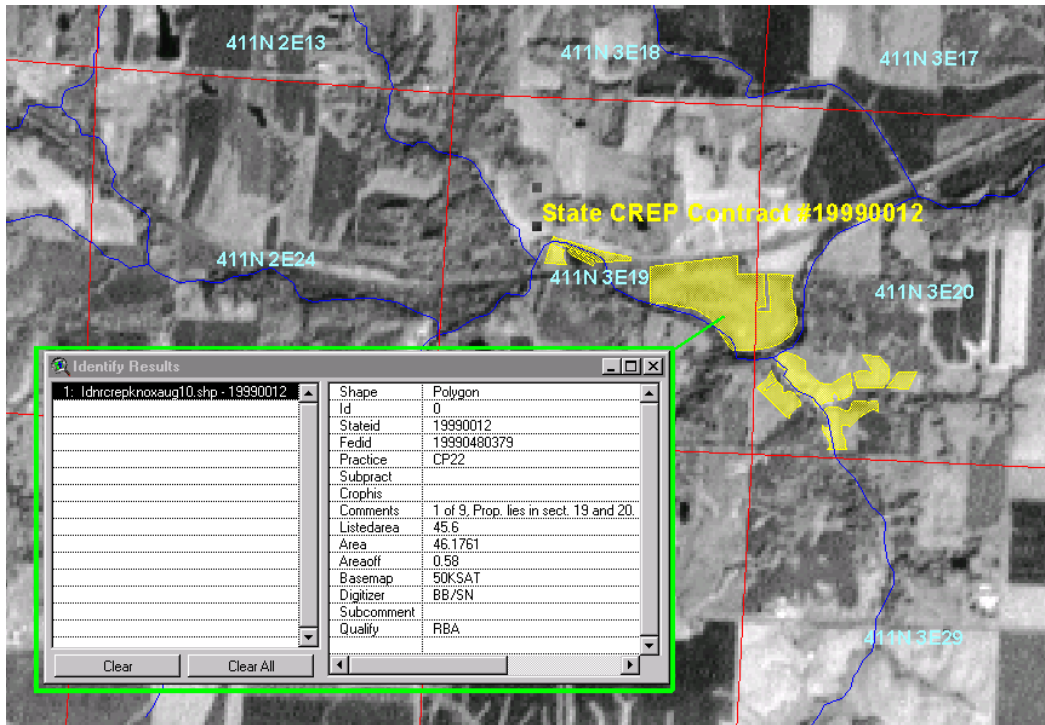 411N 2E13
411N 3E18
411N 3E17
State CREP Contract #19990012
411N 2E24
411N 3E19
411N 3E20
Identify Results
1: Idnrcrepknoxaug10.shp - 19990012
Shape Polygon
Id 0
Stateid 19990012
Fedid 19990480379
Practice CP22
Subpract
Crophis
Comments 1 of 9, Prop. lies in sect. 19 and 20.
Listedarea 45.6
Area 46.1761
Areaoff 0.58
Basemap 50KSAT
Digitizer BB/SN
Subcomment
Qualify RBA
Clear Clear All
411N 3E29